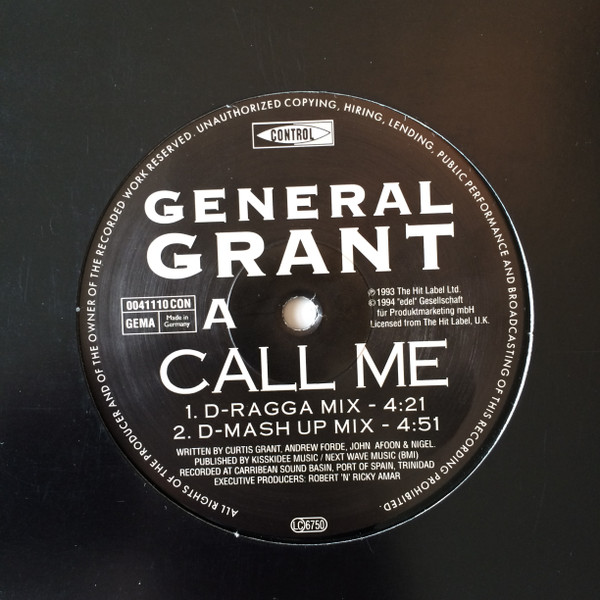 ALL RIGHTS OF THE PRODUCER AND OF THE OWNER OF THE RECORDED WORK RESERVED. UNAUTHORIZED COPYING, HIRING, LENDING, PUBLIC PERFORMANCE AND BROADCASTING OF THIS RECORDING PROHIBITED.
CONTROL
GENERAL
GRANT
0041110 CON
GEMA Made in Germany
A
℗ 1993 The Hit Label Ltd.
© 1994 "edel" Gesellschaft
für Produktmarketing mbH
Licensed from The Hit Label, U.K.
CALL ME
1. D-RAGGA MIX - 4:21
2. D-MASH UP MIX - 4:51
WRITTEN BY CURTIS GRANT, ANDREW FORDE, JOHN AFOON & NIGEL.
PUBLISHED BY KISSKIDEE MUSIC / NEXT WAVE MUSIC (BMI)
RECORDED AT CARRIBEAN SOUND BASIN, PORT OF SPAIN, TRINIDAD
EXECUTIVE PRODUCERS: ROBERT 'N' RICKY AMAR
LC 6750